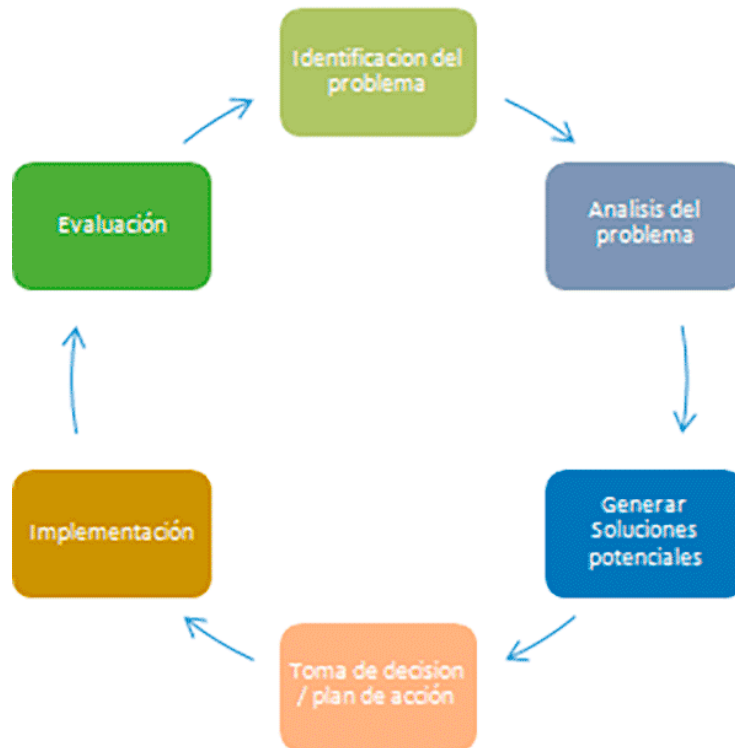 Identificacion del
problema
Analisis del
problema
Generar
Soluciones
potenciales
Toma de decision
/ plan de acción
Implementación
Evaluación